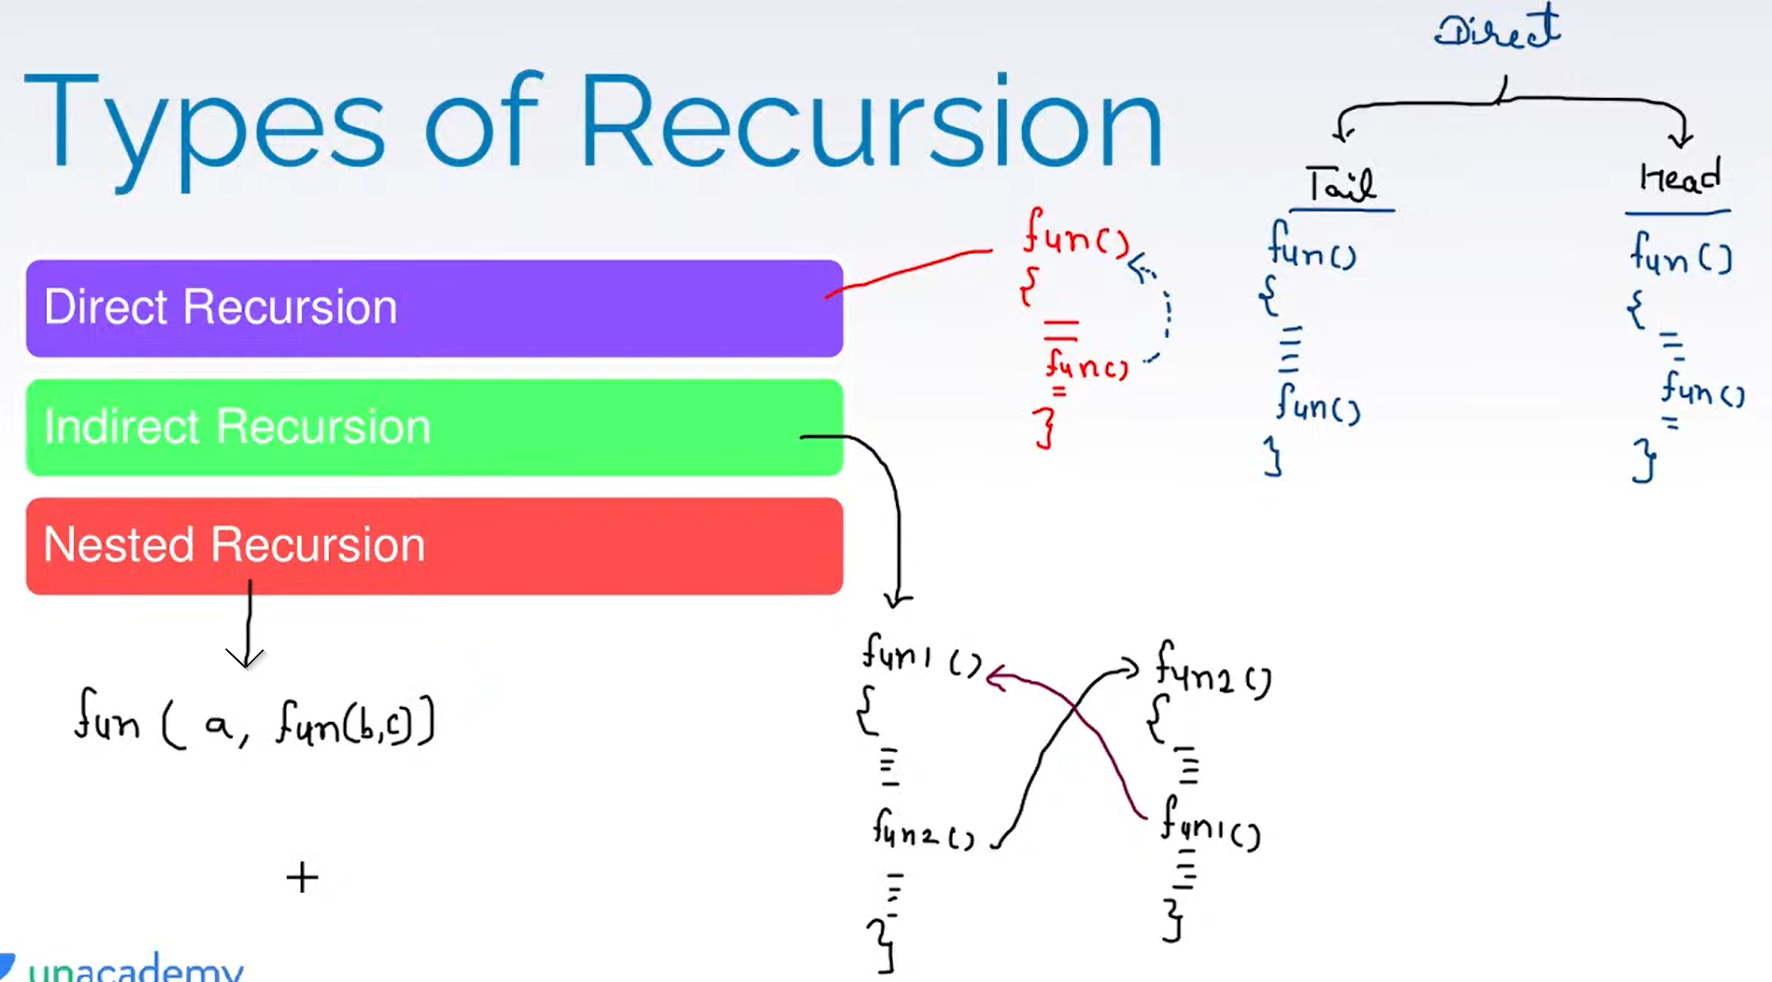 Types of Recursion
Direct Recursion
Indirect Recursion
Nested Recursion
fun ( a, fun(b,c))
fun()
{
fun()
}
Direct
Tail
fun()
{
fun()
}
Head
fun()
{
fun()
}
fun1()
{
fun2()
}
fun2()
{
fun1()
}
unacademy